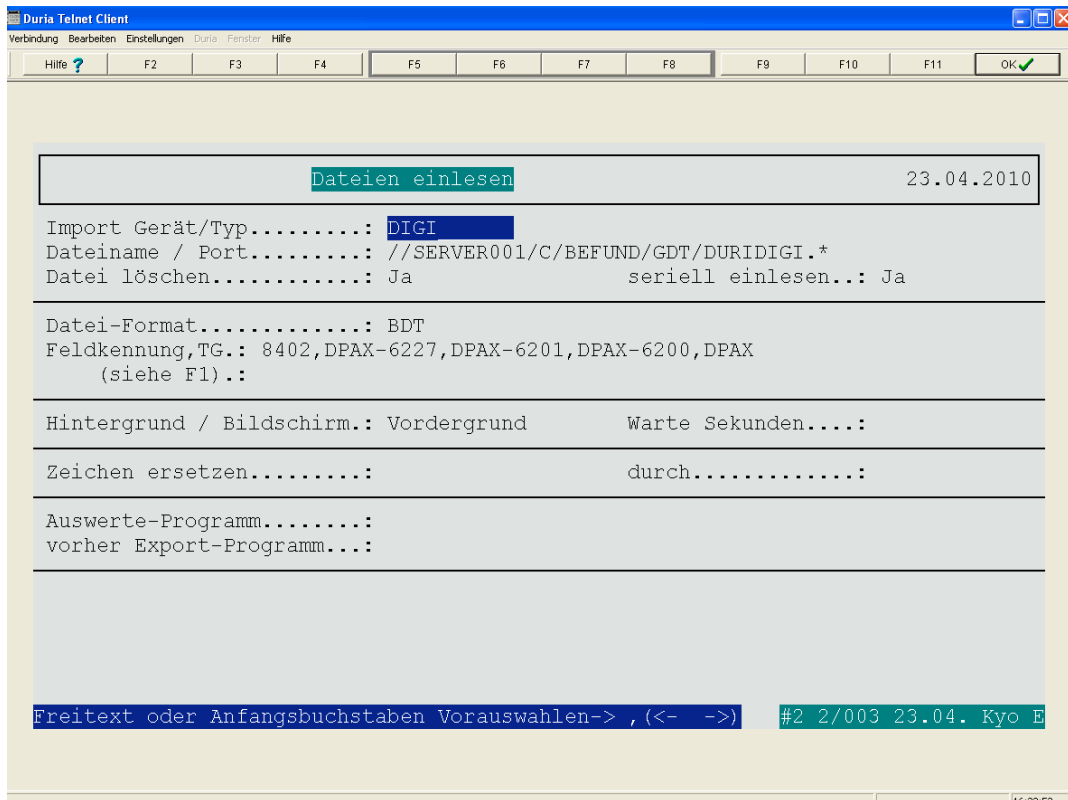 Duria Telnet Client
Verbindung Bearbeiten Einstellungen Duria Fenster Hilfe
Hilfe ? F2 F3 F4 F5 F6 F7 F8 F9 F10 F11 OK
Dateien einlesen 23.04.2010
Import Gerät/Typ.........: DIGI
Dateiname / Port.........: //SERVER001/C/BEFUND/GDT/DURIDIGI.*
Datei löschen............: Ja seriell einlesen..: Ja
Datei-Format.............: BDT
Feldkennung,TG.: 8402,DPAX-6227,DPAX-6201,DPAX-6200,DPAX
(siehe F1).:
Hintergrund / Bildschirm.: Vordergrund Warte Sekunden....:
Zeichen ersetzen.........: durch.............:
Auswerte-Programm........:
vorher Export-Programm...:
Freitext oder Anfangsbuchstaben Vorauswahlen-> ,(<- ->) #2 2/003 23.04. Kyo E